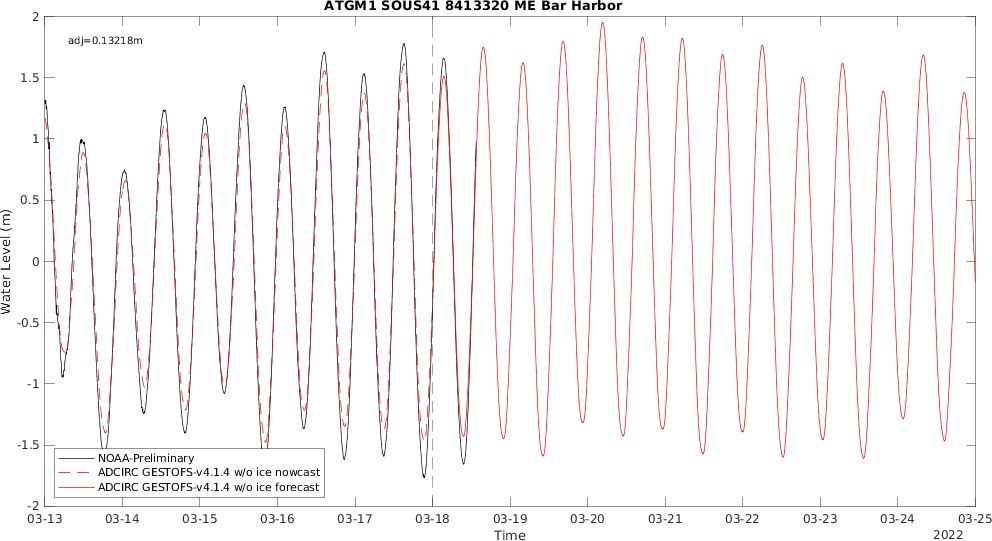 ATGM1 SOUS41 8413320 ME Bar Harbor
adj=0.13218m
2
1.5
1
0.5
0
-0.5
-1
-1.5
-2
Water Level (m)
NOAA-Preliminary
ADCIRC GESTOFS-v4.1.4 w/o ice nowcast
ADCIRC GESTOFS-v4.1.4 w/o ice forecast
03-13 03-14 03-15 03-16 03-17 03-18 03-19 03-20 03-21 03-22 03-23 03-24 03-25
Time
2022